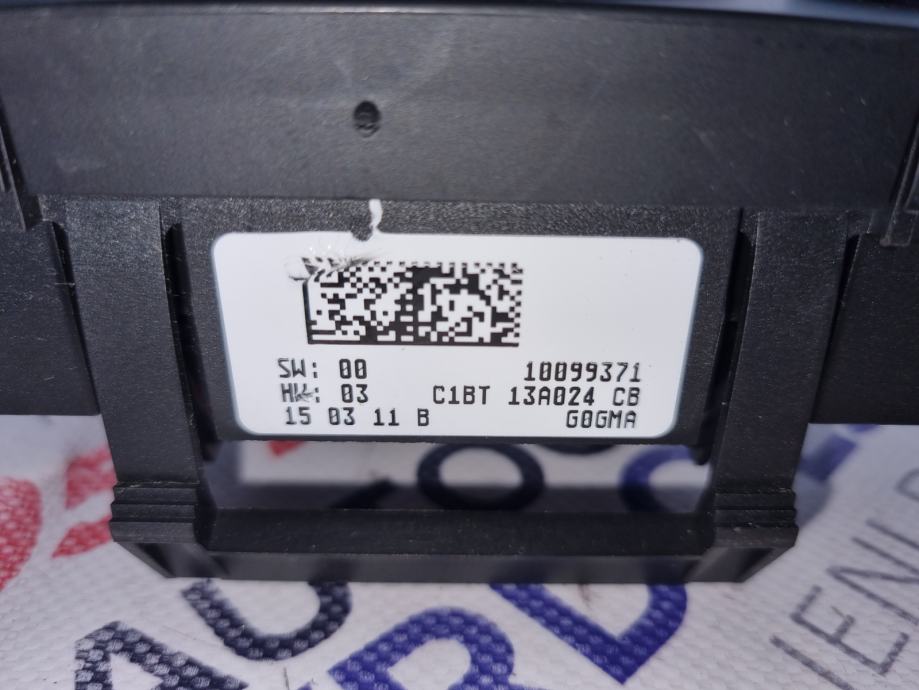 SW: 00 10099371
HW: 03 C1BT 13A024 CB
15 03 11 B G0GMA